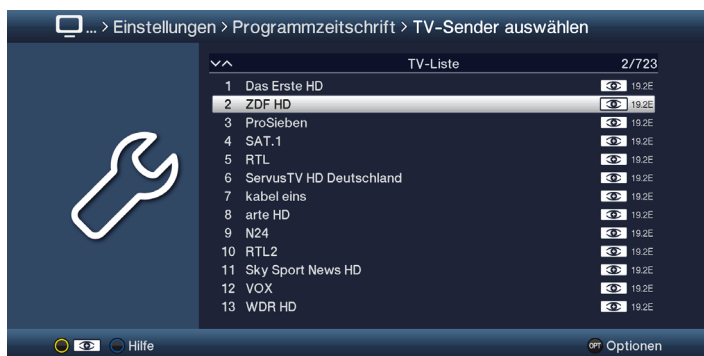 ... > Einstellungen > Programmzeitschrift > TV-Sender auswählen
TV-Liste 2/723
1 Das Erste HD 19.2E
2 ZDF HD 19.2E
3 ProSieben 19.2E
4 SAT.1 19.2E
5 RTL 19.2E
6 ServusTV HD Deutschland 19.2E
7 kabel eins 19.2E
8 arte HD 19.2E
9 N24 19.2E
10 RTL2 19.2E
11 Sky Sport News HD 19.2E
12 VOX 19.2E
13 WDR HD 19.2E
Hilfe OPT Optionen